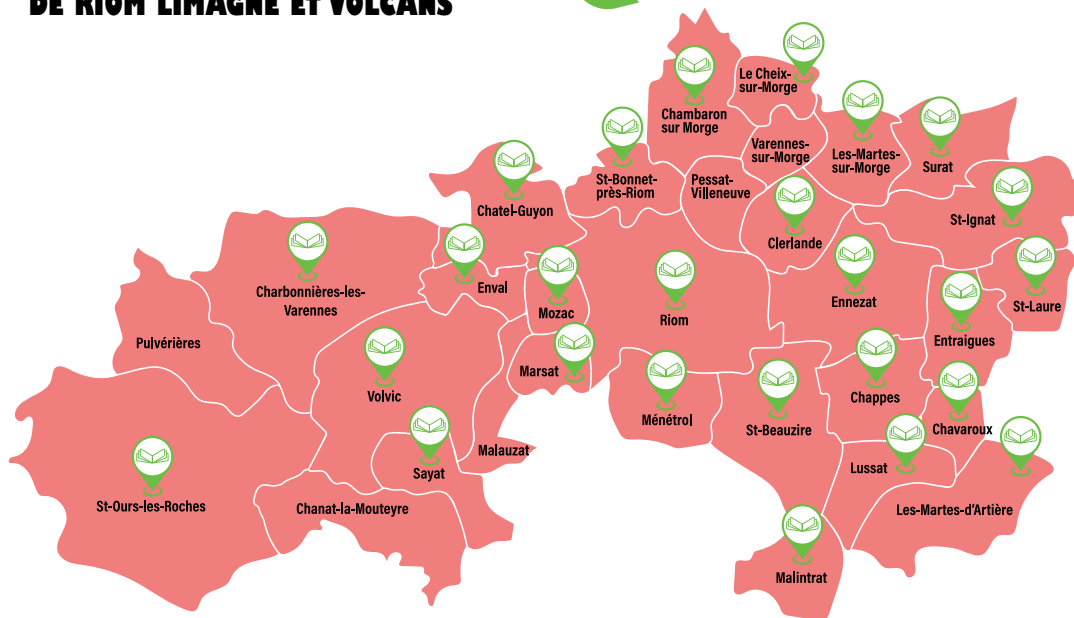 DE RIOM LIMAGNE ET VOLCANS
Le Cheix-
sur-Morge
Chambaron
sur Morge
Varennes-
sur-Morge
Les-Martes-
sur-Morge
Surat
St-Bonnet-
près-Riom
Pessat-
Villeneuve
Chatel-Guyon
St-Ignat
Clerlande
Charbonnières-les-
Varennes
Enval
Mozac
Riom
Ennezat
St-Laure
Entraigues
Pulvérières
Marsat
Volvic
Chappes
Ménétrol
St-Beauzire
Chavaroux
Malauzat
Sayat
Lussat
St-Ours-les-Roches
Chanat-la-Mouteyre
Les-Martes-d'Artière
Malintrat